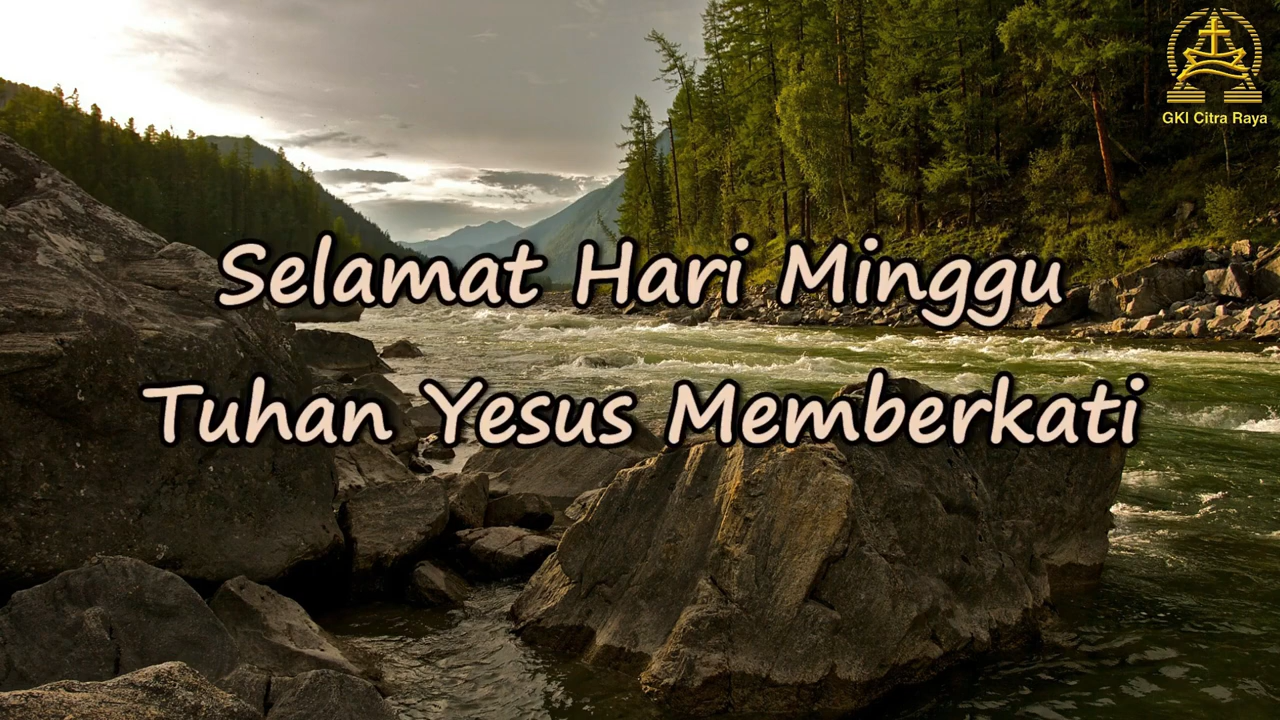 GKI Citra Raya
Selamat Hari Minggu
Tuhan Yesus Memberkati